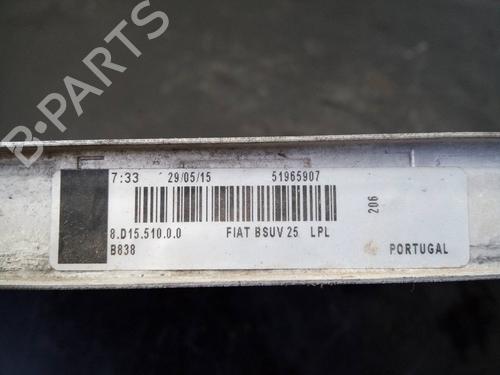 B-PARTS
7:33 29/05/15 51965907
8.D15.510.0.0 FIAT BSUV 25 LPL
206
B838 PORTUGAL